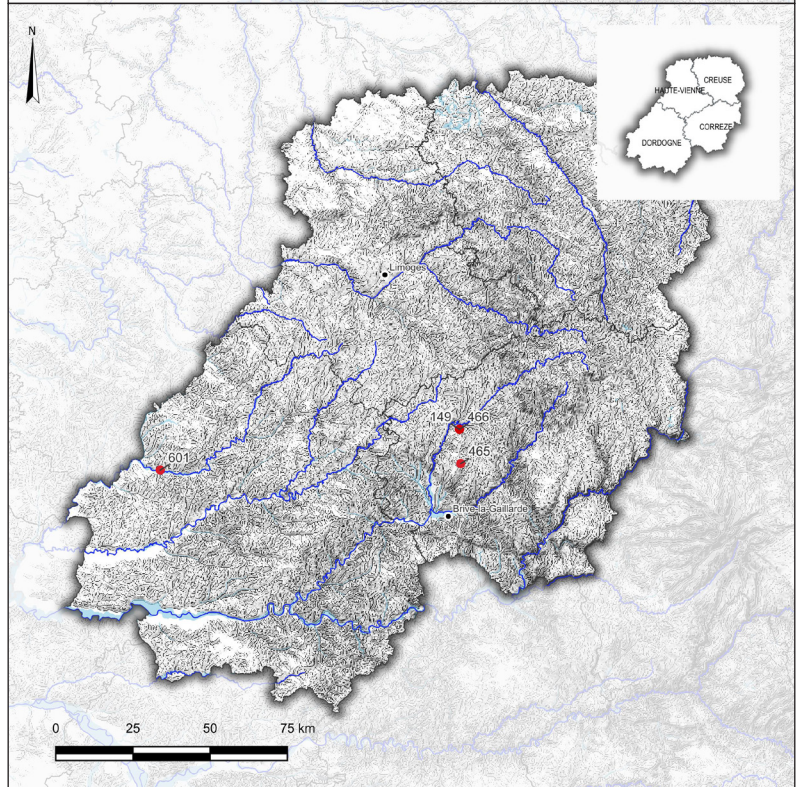 N
CREUSE
HAUTE-VIENNE
CORREZE
DORDOGNE
Limoges
149 466
601
465
Brive-la-Gaillarde
0 25 50 75 km